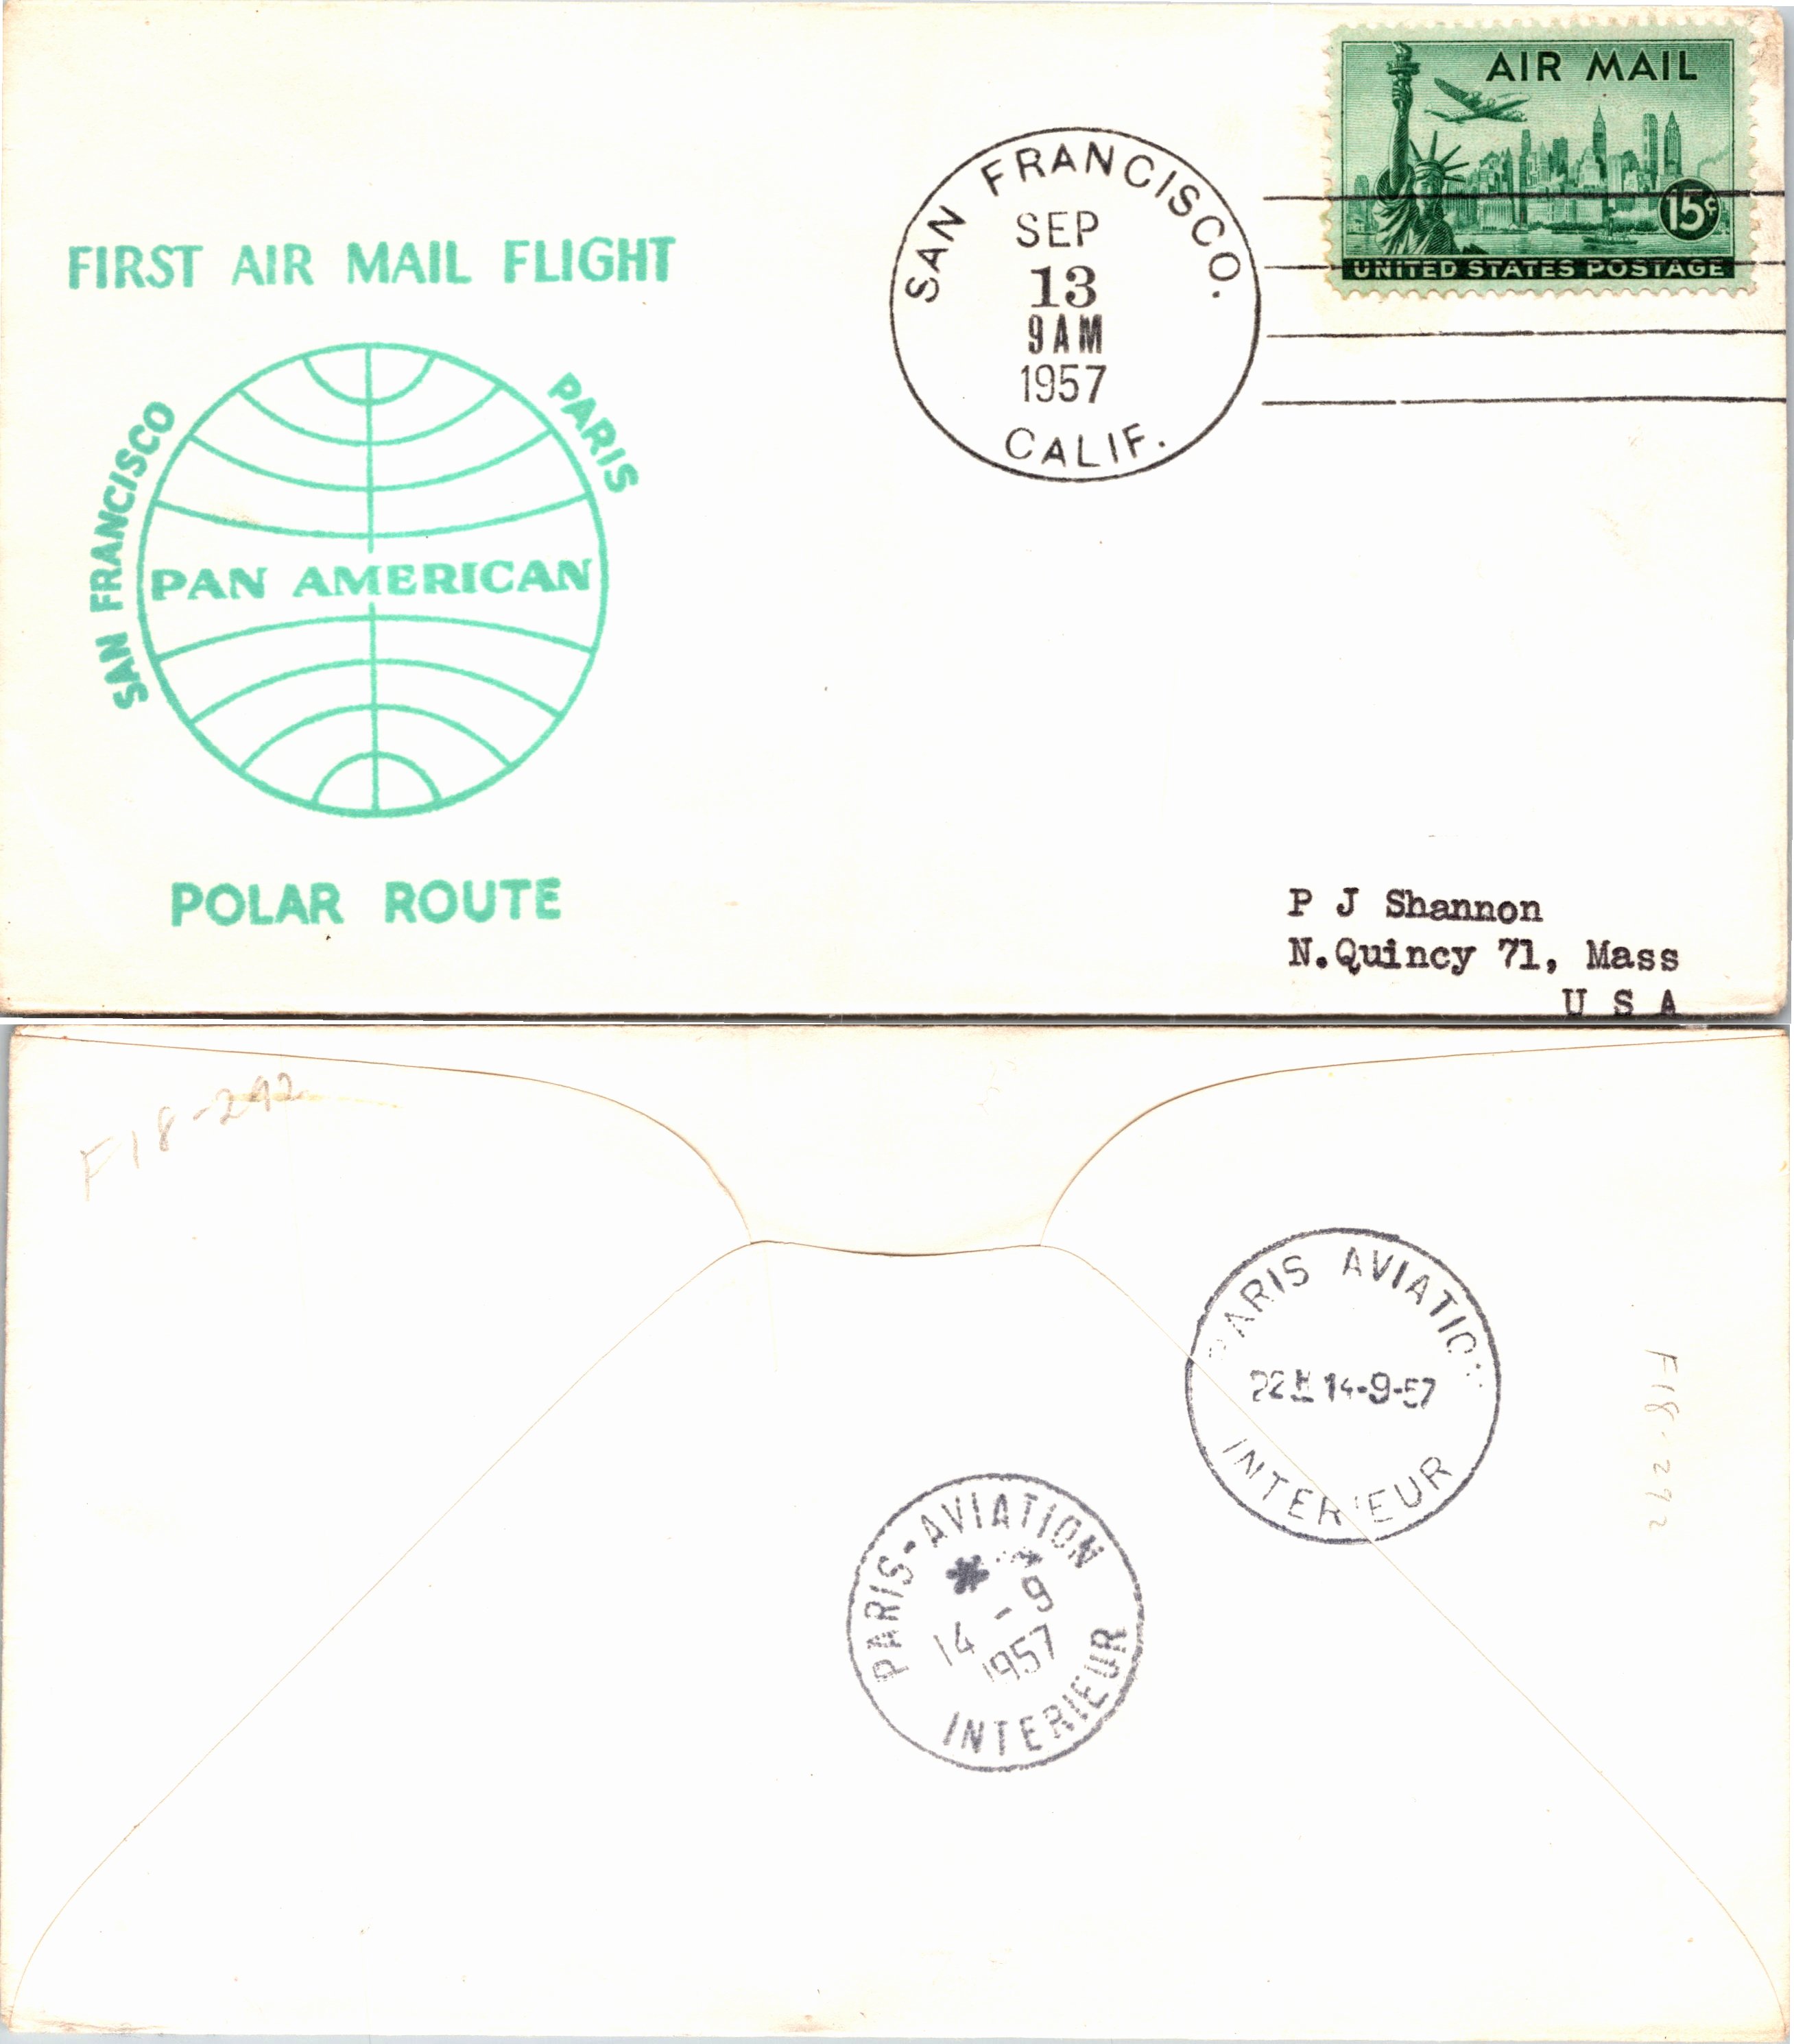 AIR MAIL
15¢
UNITED STATES POSTAGE
SAN FRANCISCO.
SEP
13
9AM
1957
CALIF.
FIRST AIR MAIL FLIGHT
SAN FRANCISCO
PARIS
PAN AMERICAN
POLAR ROUTE
P J Shannon
N.Quincy 71, Mass
U S A
F18-292
PARIS AVIATION
22H 14-9-57
INTERIEUR
F18-292
PARIS-AVIATION
*
14 - 9
1957
INTERIEUR